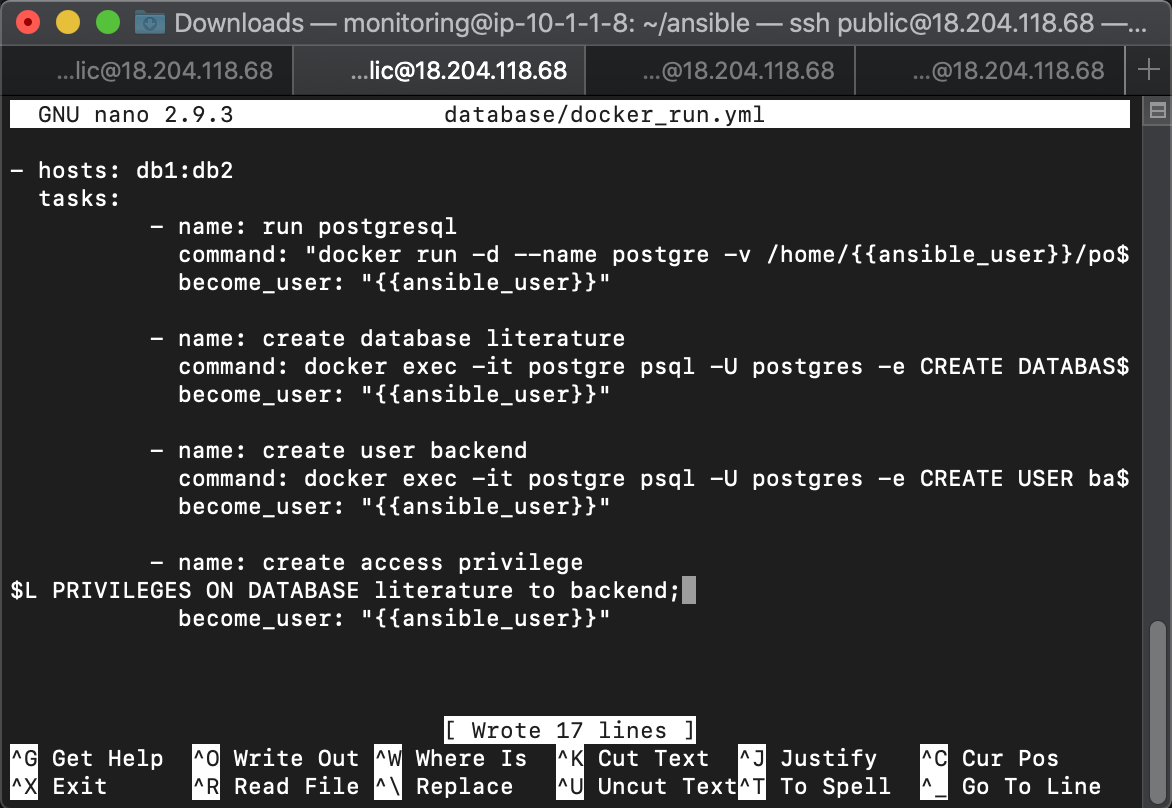 Downloads — monitoring@ip-10-1-1-8: ~/ansible — ssh public@18.204.118.68 —...
...lic@18.204.118.68 ...lic@18.204.118.68 ...@18.204.118.68 ...@18.204.118.68 +
GNU nano 2.9.3 database/docker_run.yml
- hosts: db1:db2
tasks:
- name: run postgresql
command: "docker run -d --name postgre -v /home/{{ansible_user}}/po$
become_user: "{{ansible_user}}"
- name: create database literature
command: docker exec -it postgre psql -U postgres -e CREATE DATABAS$
become_user: "{{ansible_user}}"
- name: create user backend
command: docker exec -it postgre psql -U postgres -e CREATE USER ba$
become_user: "{{ansible_user}}"
- name: create access privilege
$L PRIVILEGES ON DATABASE literature to backend;
become_user: "{{ansible_user}}"
[ Wrote 17 lines ]
^G Get Help ^O Write Out ^W Where Is ^K Cut Text ^J Justify ^C Cur Pos
^X Exit ^R Read File ^\ Replace ^U Uncut Text ^T To Spell ^_ Go To Line